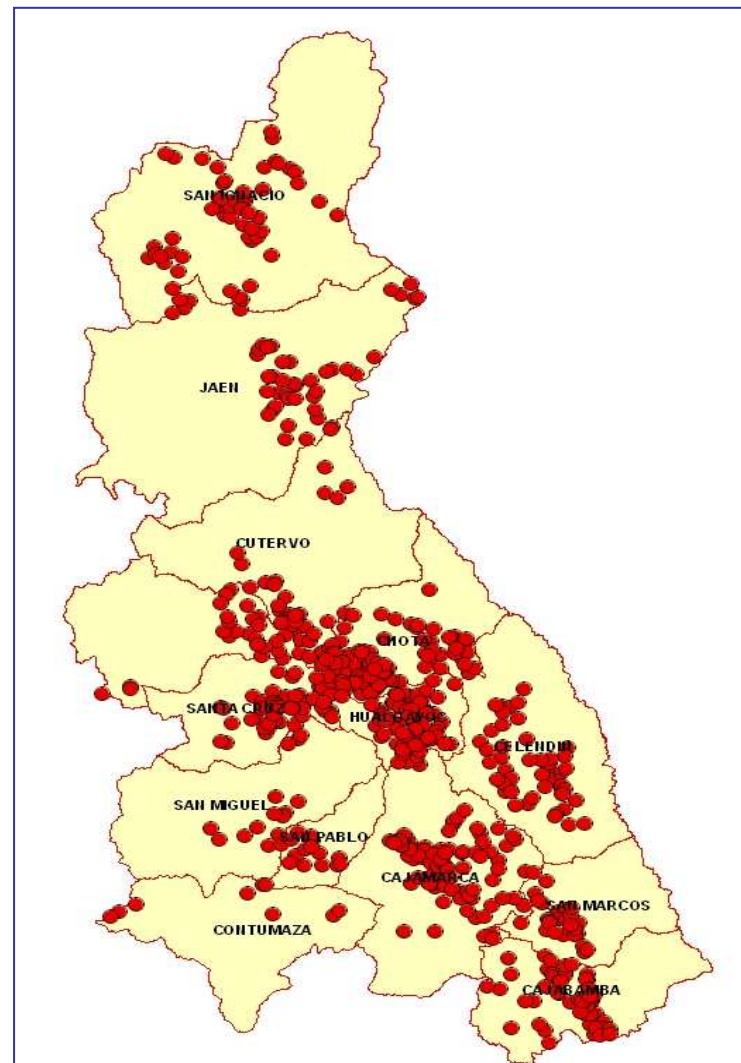 SAN IGNACIO
JAEN
CUTERVO
CHOTA
SANTA CRUZ
HUALGAYOC
CELENDIN
SAN MIGUEL
SAN PABLO
CAJAMARCA
SAN MARCOS
CONTUMAZA
CAJABAMBA